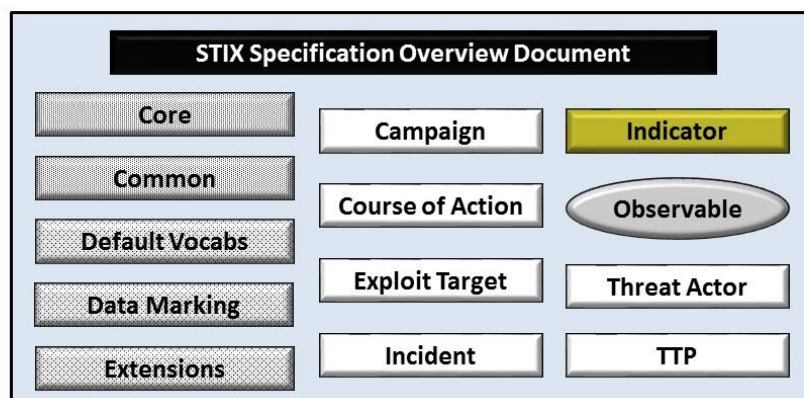 STIX Specification Overview Document
Core
Common
Default Vocabs
Data Marking
Extensions
Campaign
Course of Action
Exploit Target
Incident
Indicator
Observable
Threat Actor
TTP